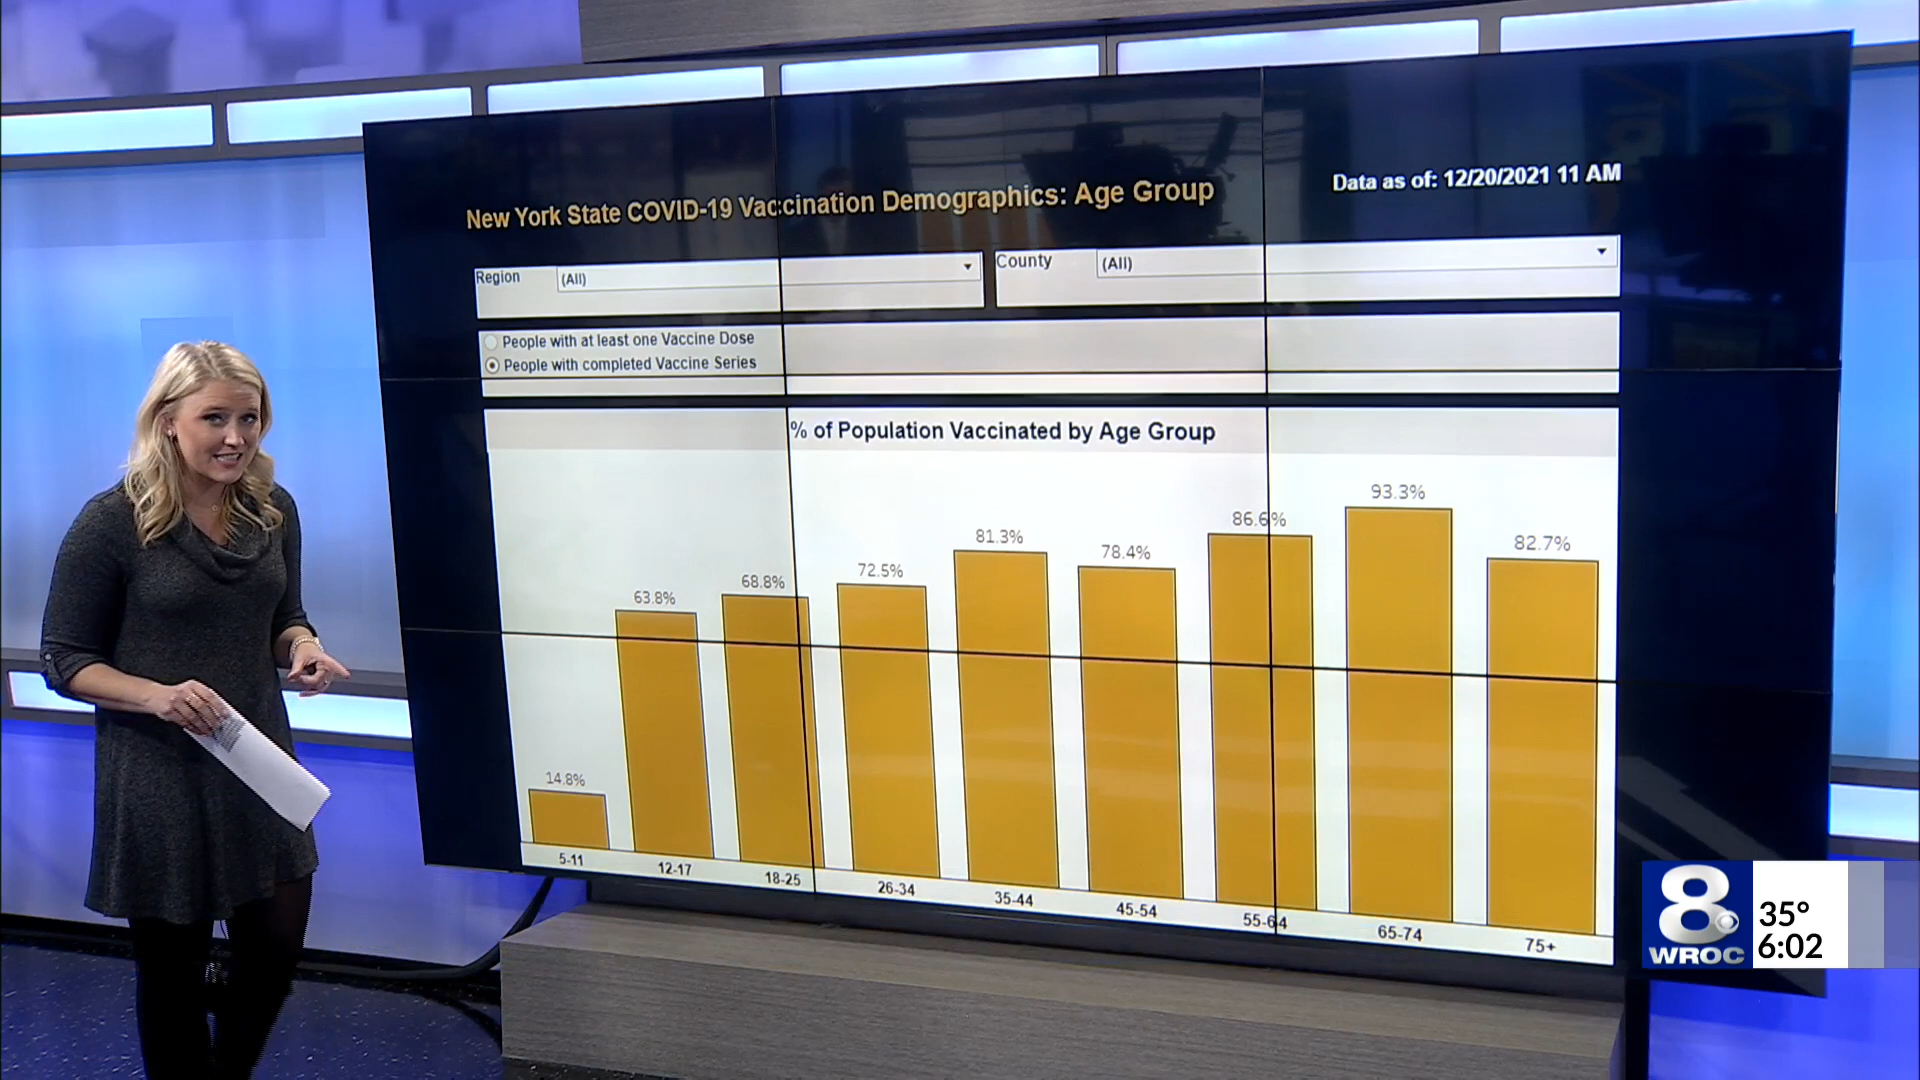 New York State COVID-19 Vaccination Demographics: Age Group
Data as of: 12/20/2021 11 AM
Region (All)
County (All)
People with at least one Vaccine Dose
People with completed Vaccine Series
% of Population Vaccinated by Age Group
14.8%
63.8%
68.8%
72.5%
81.3%
78.4%
86.6%
93.3%
82.7%
5-11
12-17
18-25
26-34
35-44
45-54
55-64
65-74
75+
8
WROC
35°
6:02